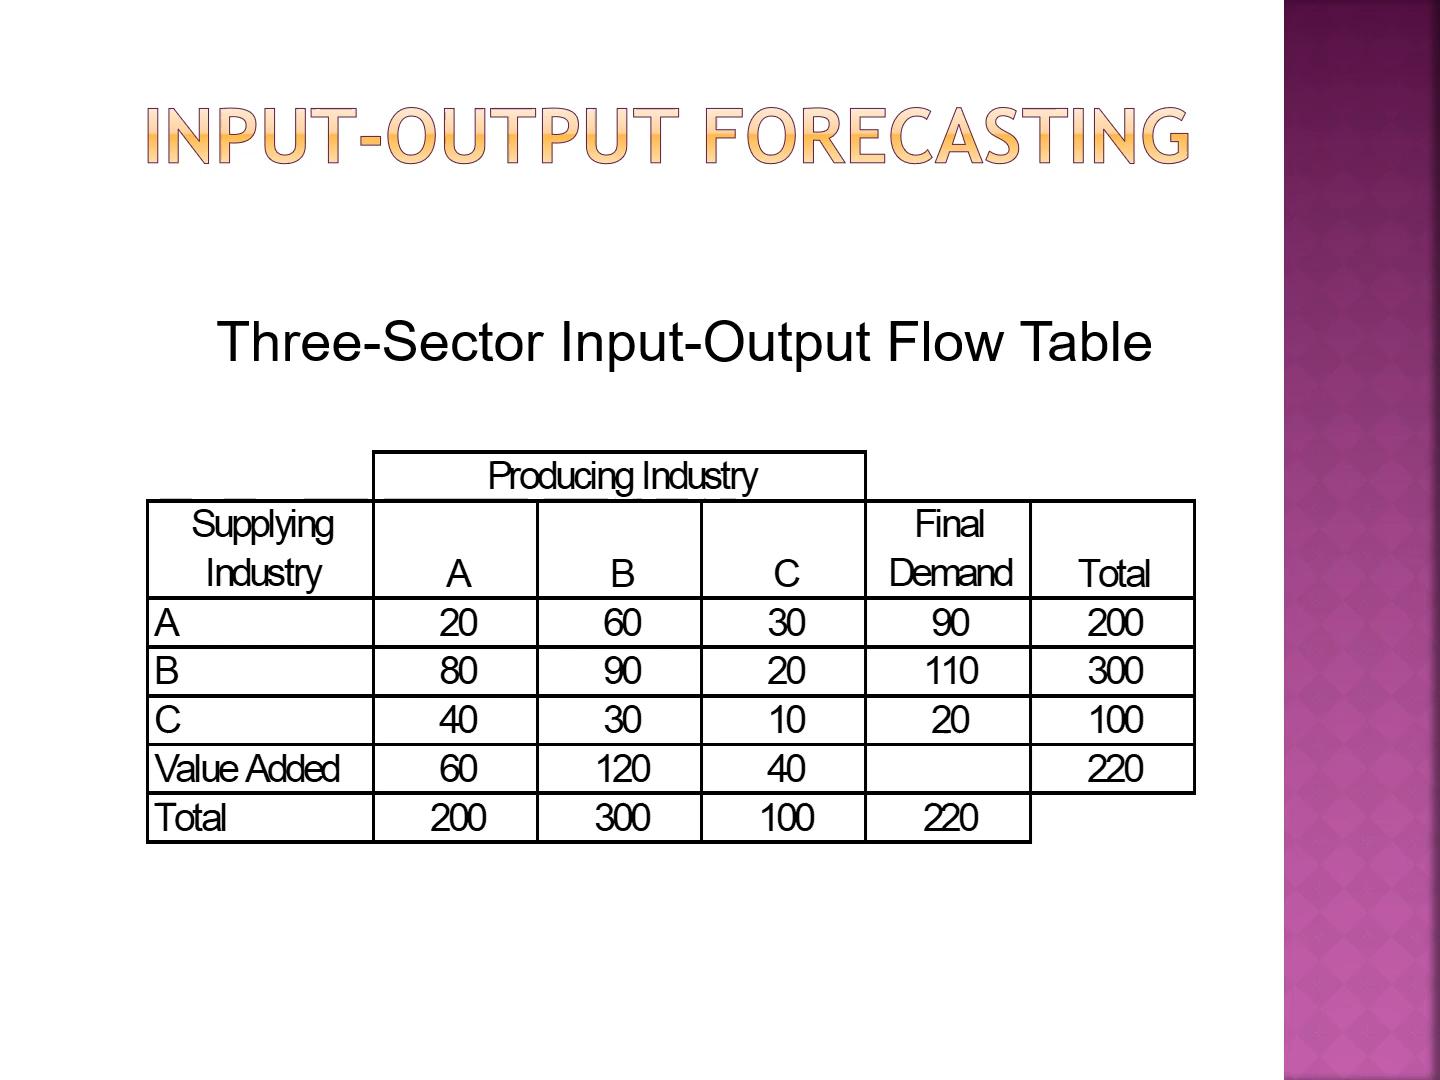 INPUT-OUTPUT FORECASTING
Three-Sector Input-Output Flow Table
Producing Industry
Supplying Industry A B C Final Demand Total
A 20 60 30 90 200
B 80 90 20 110 300
C 40 30 10 20 100
Value Added 60 120 40 220
Total 200 300 100 220